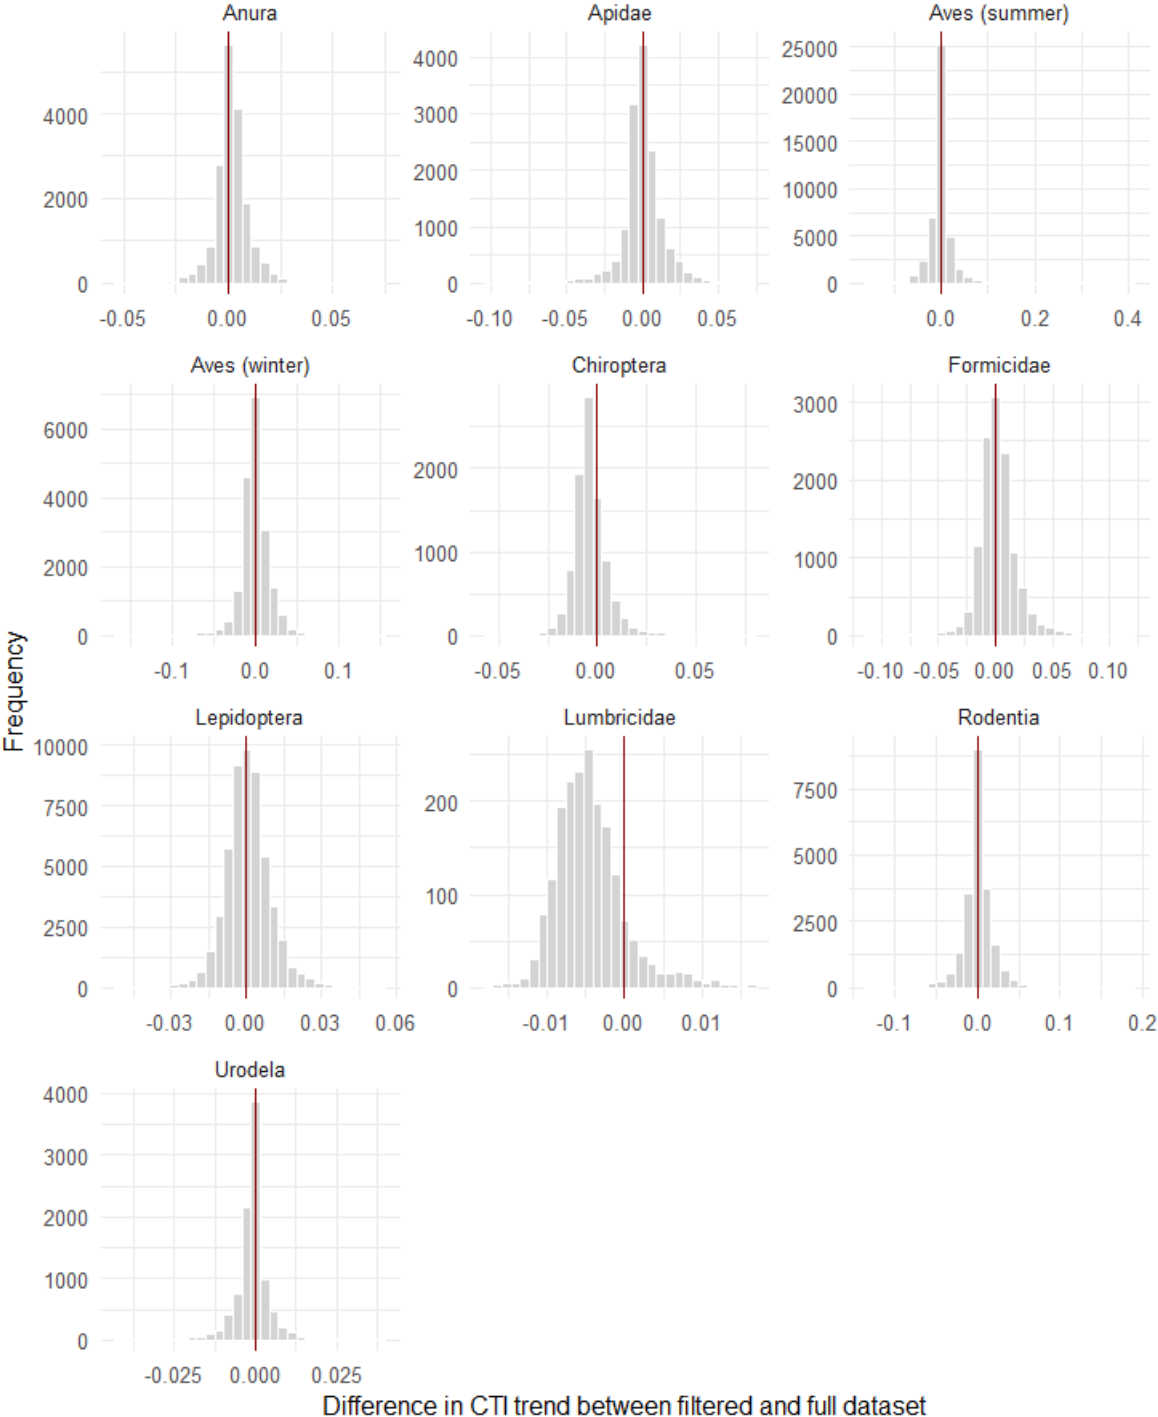 Anura
Apidae
Aves (summer)
4000
2000
0
-0.05 0.00 0.05
4000
3000
2000
1000
0
-0.10 -0.05 0.00 0.05
25000
20000
15000
10000
5000
0
0.0 0.2 0.4
Aves (winter)
Chiroptera
Formicidae
6000
4000
2000
0
-0.1 0.0 0.1
2000
1000
0
-0.05 0.00 0.05
3000
2000
1000
0
-0.10 -0.05 0.00 0.05 0.10
Frequency
Lepidoptera
Lumbricidae
Rodentia
10000
7500
5000
2500
0
-0.03 0.00 0.03 0.06
200
100
0
-0.01 0.00 0.01
7500
5000
2500
0
-0.1 0.0 0.1 0.2
Urodela
4000
3000
2000
1000
0
-0.025 0.000 0.025
Difference in CTI trend between filtered and full dataset